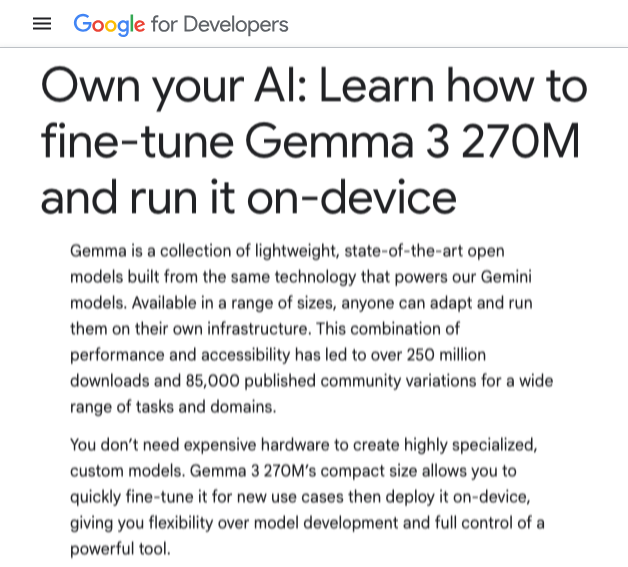 Google for Developers
Own your AI: Learn how to
fine-tune Gemma 3 270M
and run it on-device
Gemma is a collection of lightweight, state-of-the-art open
models built from the same technology that powers our Gemini
models. Available in a range of sizes, anyone can adapt and run
them on their own infrastructure. This combination of
performance and accessibility has led to over 250 million
downloads and 85,000 published community variations for a wide
range of tasks and domains.
You don’t need expensive hardware to create highly specialized,
custom models. Gemma 3 270M’s compact size allows you to
quickly fine-tune it for new use cases then deploy it on-device,
giving you flexibility over model development and full control of a
powerful tool.